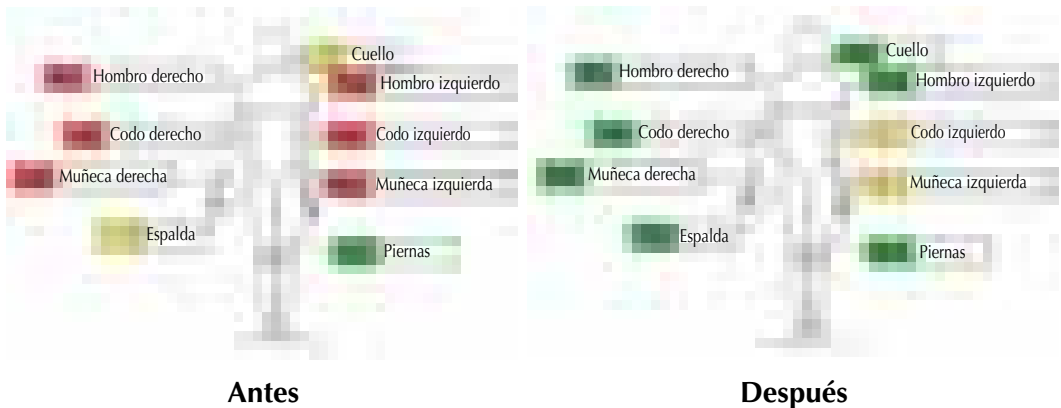 Cuello
Hombro derecho
Hombro izquierdo
Codo derecho
Codo izquierdo
Muñeca derecha
Muñeca izquierda
Espalda
Piernas
Antes
Cuello
Hombro derecho
Hombro izquierdo
Codo derecho
Codo izquierdo
Muñeca derecha
Muñeca izquierda
Espalda
Piernas
Después